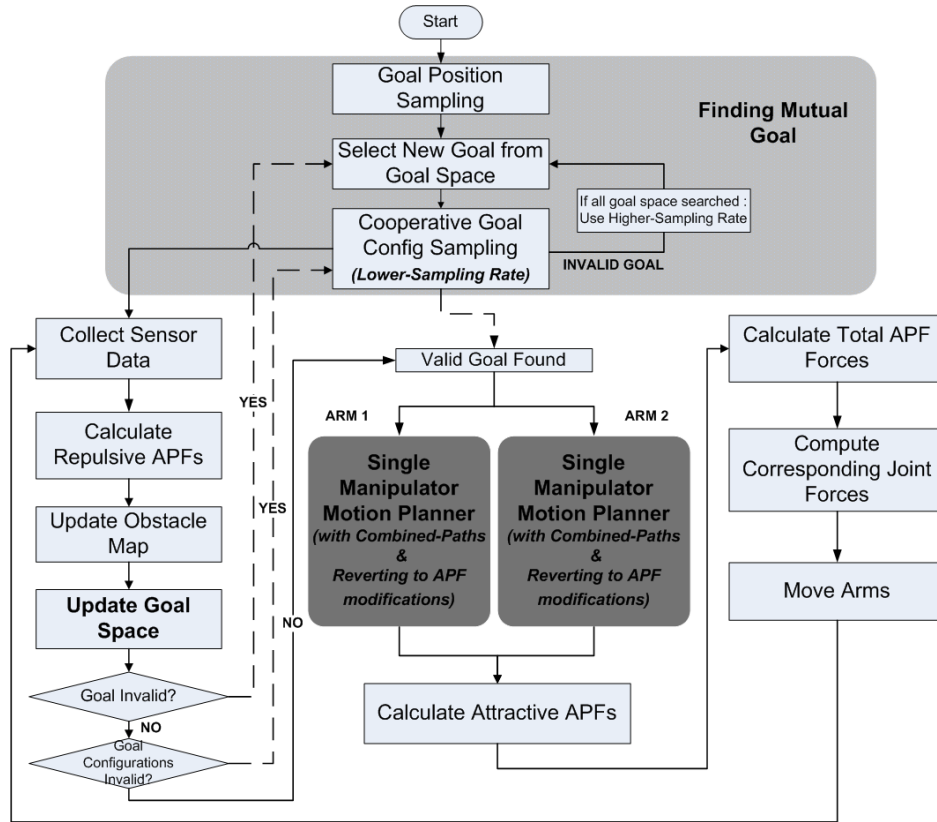 Start
Goal Position
Sampling
Finding Mutual
Goal
Select New Goal from
Goal Space
If all goal space searched :
Use Higher-Sampling Rate
Cooperative Goal
Config Sampling
(Lower-Sampling Rate)
INVALID GOAL
Collect Sensor
Data
Valid Goal Found
Calculate Total APF
Forces
YES
ARM 1
ARM 2
Calculate
Repulsive APFs
Single
Manipulator
Motion Planner
(with Combined-Paths
&
Reverting to APF
modifications)
Single
Manipulator
Motion Planner
(with Combined-Paths
&
Reverting to APF
modifications)
Compute
Corresponding Joint
Forces
YES
Update Obstacle
Map
Move Arms
Update Goal
Space
NO
Goal Invalid?
Calculate Attractive APFs
NO
Goal
Configurations
Invalid?